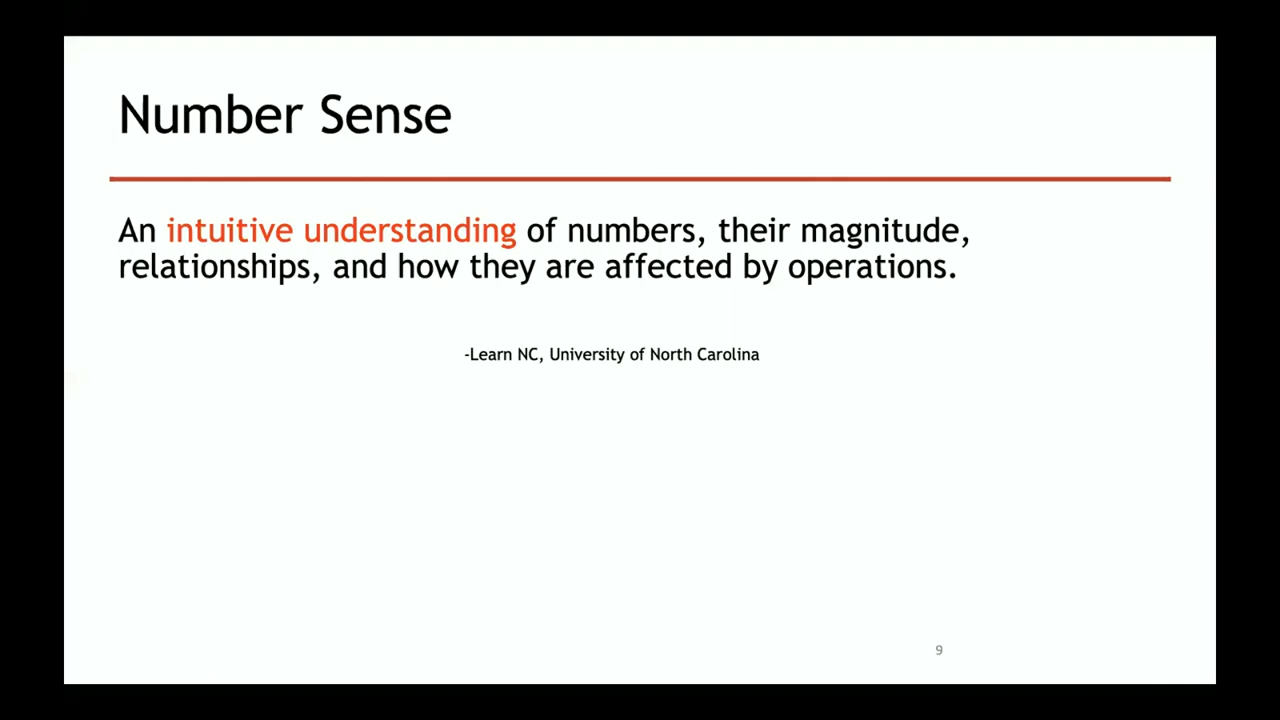 Number Sense
An intuitive understanding of numbers, their magnitude,
relationships, and how they are affected by operations.
-Learn NC, University of North Carolina
9